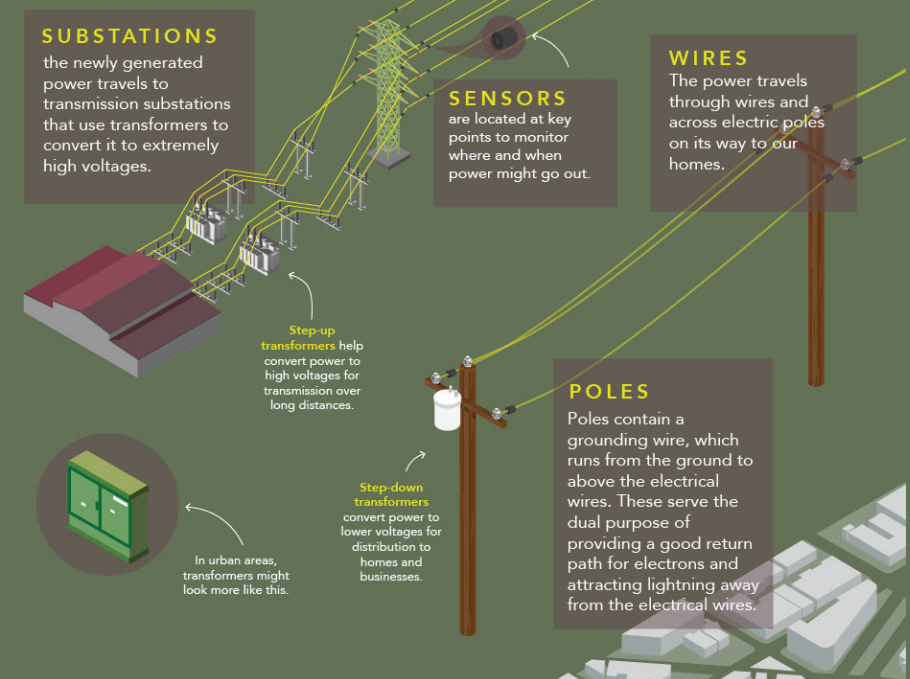 SUBSTATIONS
the newly generated
power travels to
transmission substations
that use transformers to
convert it to extremely
high voltages.
SENSORS
are located at key
points to monitor
where and when
power might go out.
WIRES
The power travels
through wires and
across electric poles
on its way to our
homes.
Step-up
transformers help
convert power to
high voltages for
transmission over
long distances.
POLES
Poles contain a
grounding wire, which
runs from the ground to
above the electrical
wires. These serve the
dual purpose of
providing a good return
path for electrons and
attracting lightning away
from the electrical wires.
Step-down
transformers
convert power to
lower voltages for
distribution to
homes and
businesses.
In urban areas,
transformers might
look more like this.